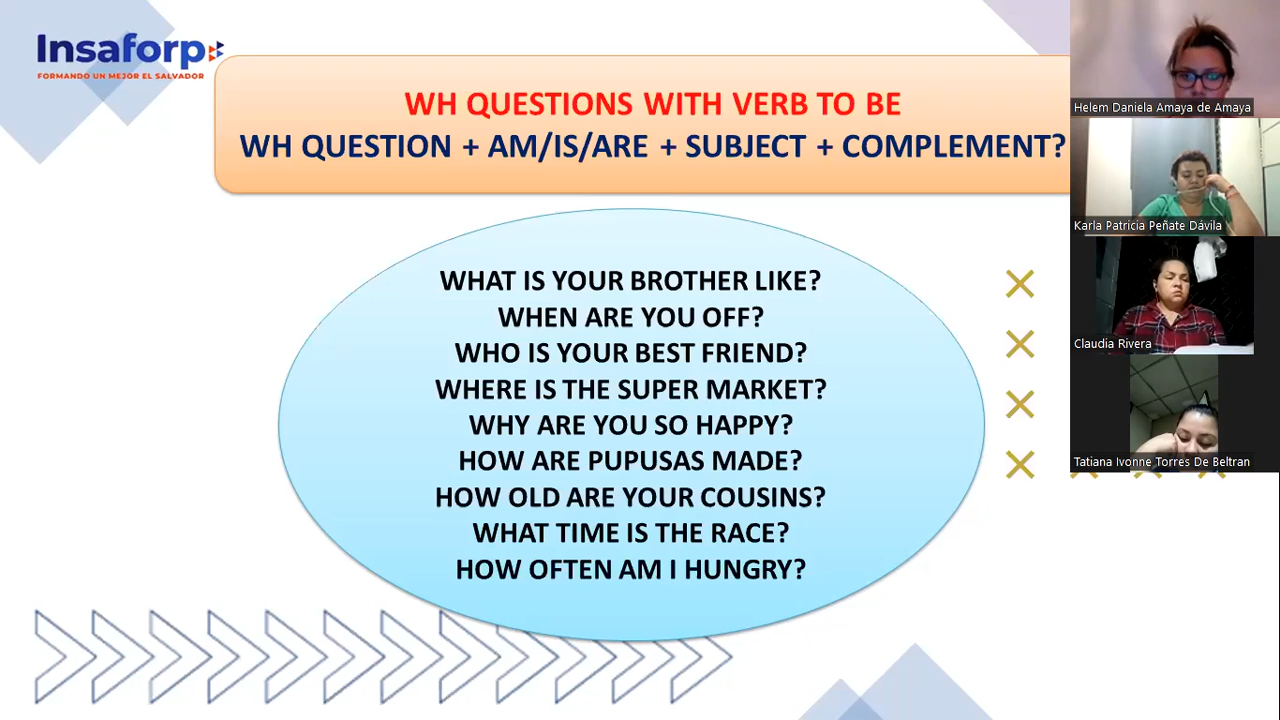 Insaforp
FORMANDO UN MEJOR EL SALVADOR
WH QUESTIONS WITH VERB TO BE
WH QUESTION + AM/IS/ARE + SUBJECT + COMPLEMENT?
WHAT IS YOUR BROTHER LIKE?
WHEN ARE YOU OFF?
WHO IS YOUR BEST FRIEND?
WHERE IS THE SUPER MARKET?
WHY ARE YOU SO HAPPY?
HOW ARE PUPUSAS MADE?
HOW OLD ARE YOUR COUSINS?
WHAT TIME IS THE RACE?
HOW OFTEN AM I HUNGRY?
Helem Daniela Amaya de Amaya
Karla Patricia Peñate Dávila
Claudia Rivera
Tatiana Ivonne Torres De Beltran